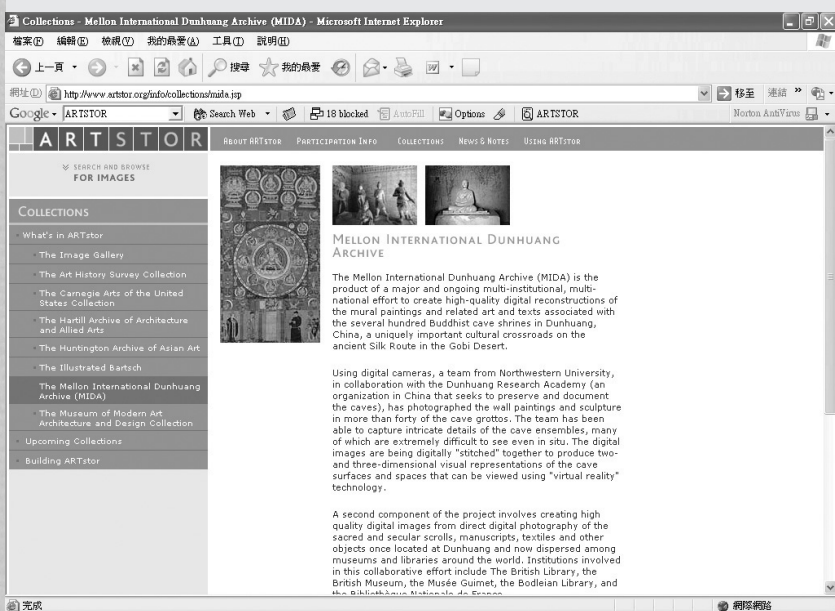 Collections - Mellon International Dunhuang Archive (MIDA) - Microsoft Internet Explorer
檔案(F) 編輯(E) 檢視(V) 我的最愛(A) 工具(T) 說明(H)
上一頁 搜尋 我的最愛
網址(D) http://www.artstor.org/info/collections/mida.jsp 移至 連結 »
Google ARTSTOR Search Web 18 blocked AutoFill Options ARTSTOR Norton AntiVirus
ARTSTOR ABOUT ARTSTOR PARTICIPATION INFO COLLECTIONS NEWS & NOTES USING ARTSTOR
SEARCH AND BROWSE
FOR IMAGES
COLLECTIONS
What's in ARTstor
The Image Gallery
The Art History Survey Collection
The Carnegie Arts of the United
States Collection
The Hartill Archive of Architecture
and Allied Arts
The Huntington Archive of Asian Art
The Illustrated Bartsch
The Mellon International Dunhuang
Archive (MIDA)
The Museum of Modern Art
Architecture and Design Collection
Upcoming Collections
Building ARTstor
MELLON INTERNATIONAL DUNHUANG
ARCHIVE
The Mellon International Dunhuang Archive (MIDA) is the
product of a major and ongoing multi-institutional, multi-
national effort to create high-quality digital reconstructions of
the mural paintings and related art and texts associated with
the several hundred Buddhist cave shrines in Dunhuang,
China, a uniquely important cultural crossroads on the
ancient Silk Route in the Gobi Desert.
Using digital cameras, a team from Northwestern University,
in collaboration with the Dunhuang Research Academy (an
organization in China that seeks to preserve and document
the caves), has photographed the wall paintings and sculpture
in more than forty of the cave grottos. The team has been
able to capture intricate details of the cave ensembles, many
of which are extremely difficult to see even in situ. The digital
images are being digitally "stitched" together to produce two-
and three-dimensional visual representations of the cave
surfaces and spaces that can be viewed using "virtual reality"
technology.
A second component of the project involves creating high
quality digital images from direct digital photography of the
sacred and secular scrolls, manuscripts, textiles and other
objects once located at Dunhuang and now dispersed among
museums and libraries around the world. Institutions involved
in this collaborative effort include The British Library, the
British Museum, the Musée Guimet, the Bodleian Library, and
the Bibliothèque Nationale de France
完成 網際網路